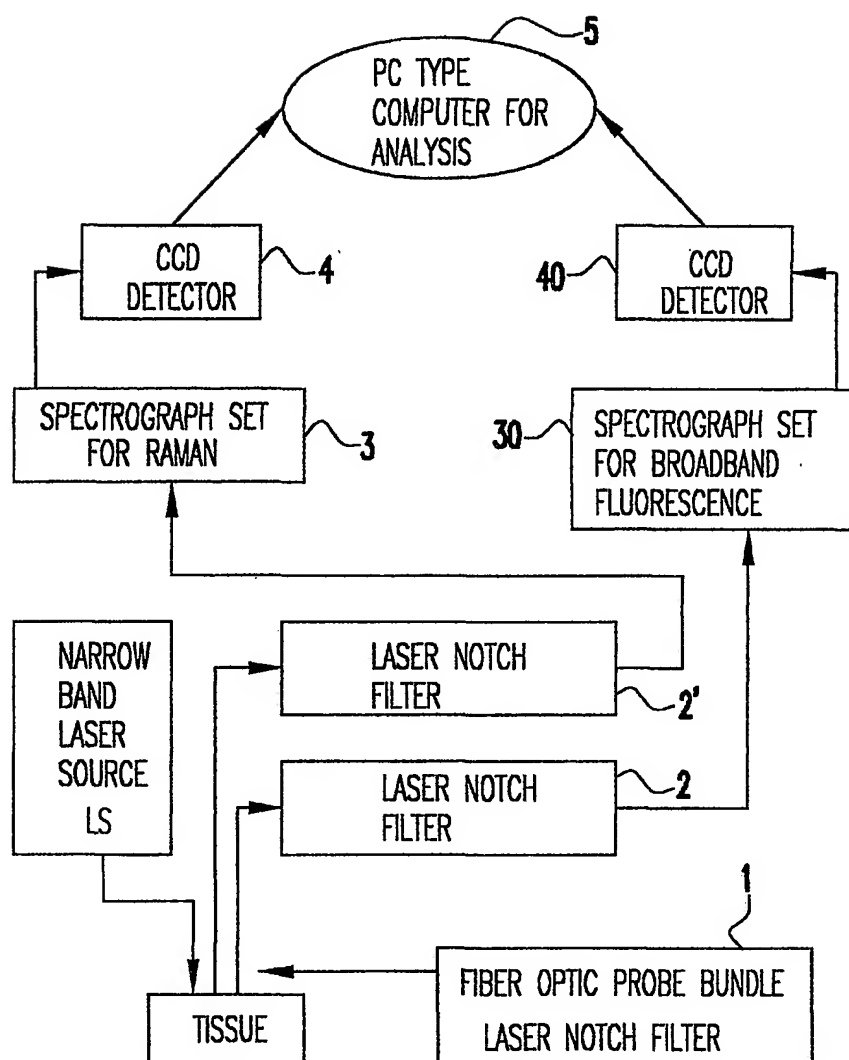 5
PC TYPE
COMPUTER FOR
ANALYSIS
CCD
DETECTOR
4
40
CCD
DETECTOR
SPECTROGRAPH SET
FOR RAMAN
3
30
SPECTROGRAPH SET
FOR BROADBAND
FLUORESCENCE
NARROW
BAND
LASER
SOURCE
LS
LASER NOTCH
FILTER
2'
LASER NOTCH
FILTER
2
1
TISSUE
FIBER OPTIC PROBE BUNDLE
LASER NOTCH FILTER